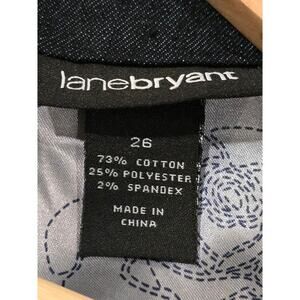 lanebryant
26
73% COTTON
25% POLYESTER
2% SPANDEX
MADE IN
CHINA